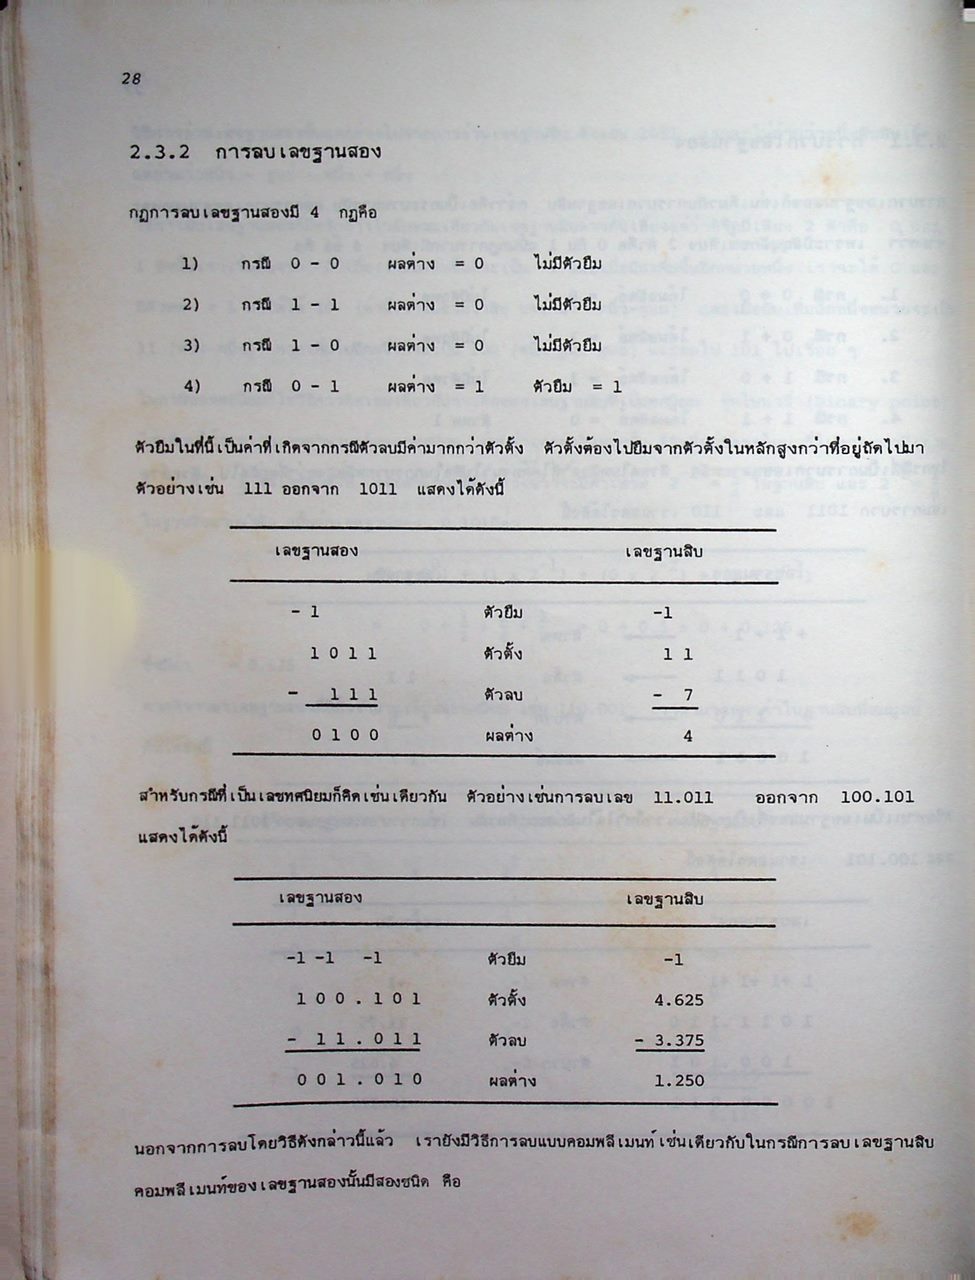 28
2.3.2 การลบเลขฐานสอง
กฎการลบเลขฐานสองมี 4 กฎคือ
1) กรณี 0 - 0 ผลต่าง = 0 ไม่มีตัวยืม
2) กรณี 1 - 1 ผลต่าง = 0 ไม่มีตัวยืม
3) กรณี 1 - 0 ผลต่าง = 0 ไม่มีตัวยืม
4) กรณี 0 - 1 ผลต่าง = 1 ตัวยืม = 1
ตัวยืมในที่นี้เป็นค่าที่เกิดจากกรณีตัวลบมีค่ามากกว่าตัวตั้ง ตัวตั้งต้องไปยืมจากตัวตั้งในหลักสูงกว่าที่อยู่ถัดไปมา
ตัวอย่างเช่น 111 ออกจาก 1011 แสดงได้ดังนี้
เลขฐานสอง เลขฐานสิบ
- 1 ตัวยืม -1
1 0 1 1 ตัวตั้ง 1 1
- 1 1 1 ตัวลบ - 7
0 1 0 0 ผลต่าง 4
สำหรับกรณีที่เป็นเลขทศนิยมก็คิดเช่นเดียวกัน ตัวอย่างเช่นการลบเลข 11.011 ออกจาก 100.101
แสดงได้ดังนี้
เลขฐานสอง เลขฐานสิบ
-1 -1 -1 ตัวยืม -1
1 0 0 . 1 0 1 ตัวตั้ง 4.625
- 1 1 . 0 1 1 ตัวลบ - 3.375
0 0 1 . 0 1 0 ผลต่าง 1.250
นอกจากการลบโดยวิธีดังกล่าวนี้แล้ว เรายังมีวิธีการลบแบบคอมพลีเมนท์เช่นเดียวกับในกรณีการลบเลขฐานสิบ
คอมพลีเมนท์ของเลขฐานสองนั้นมีสองชนิด คือ